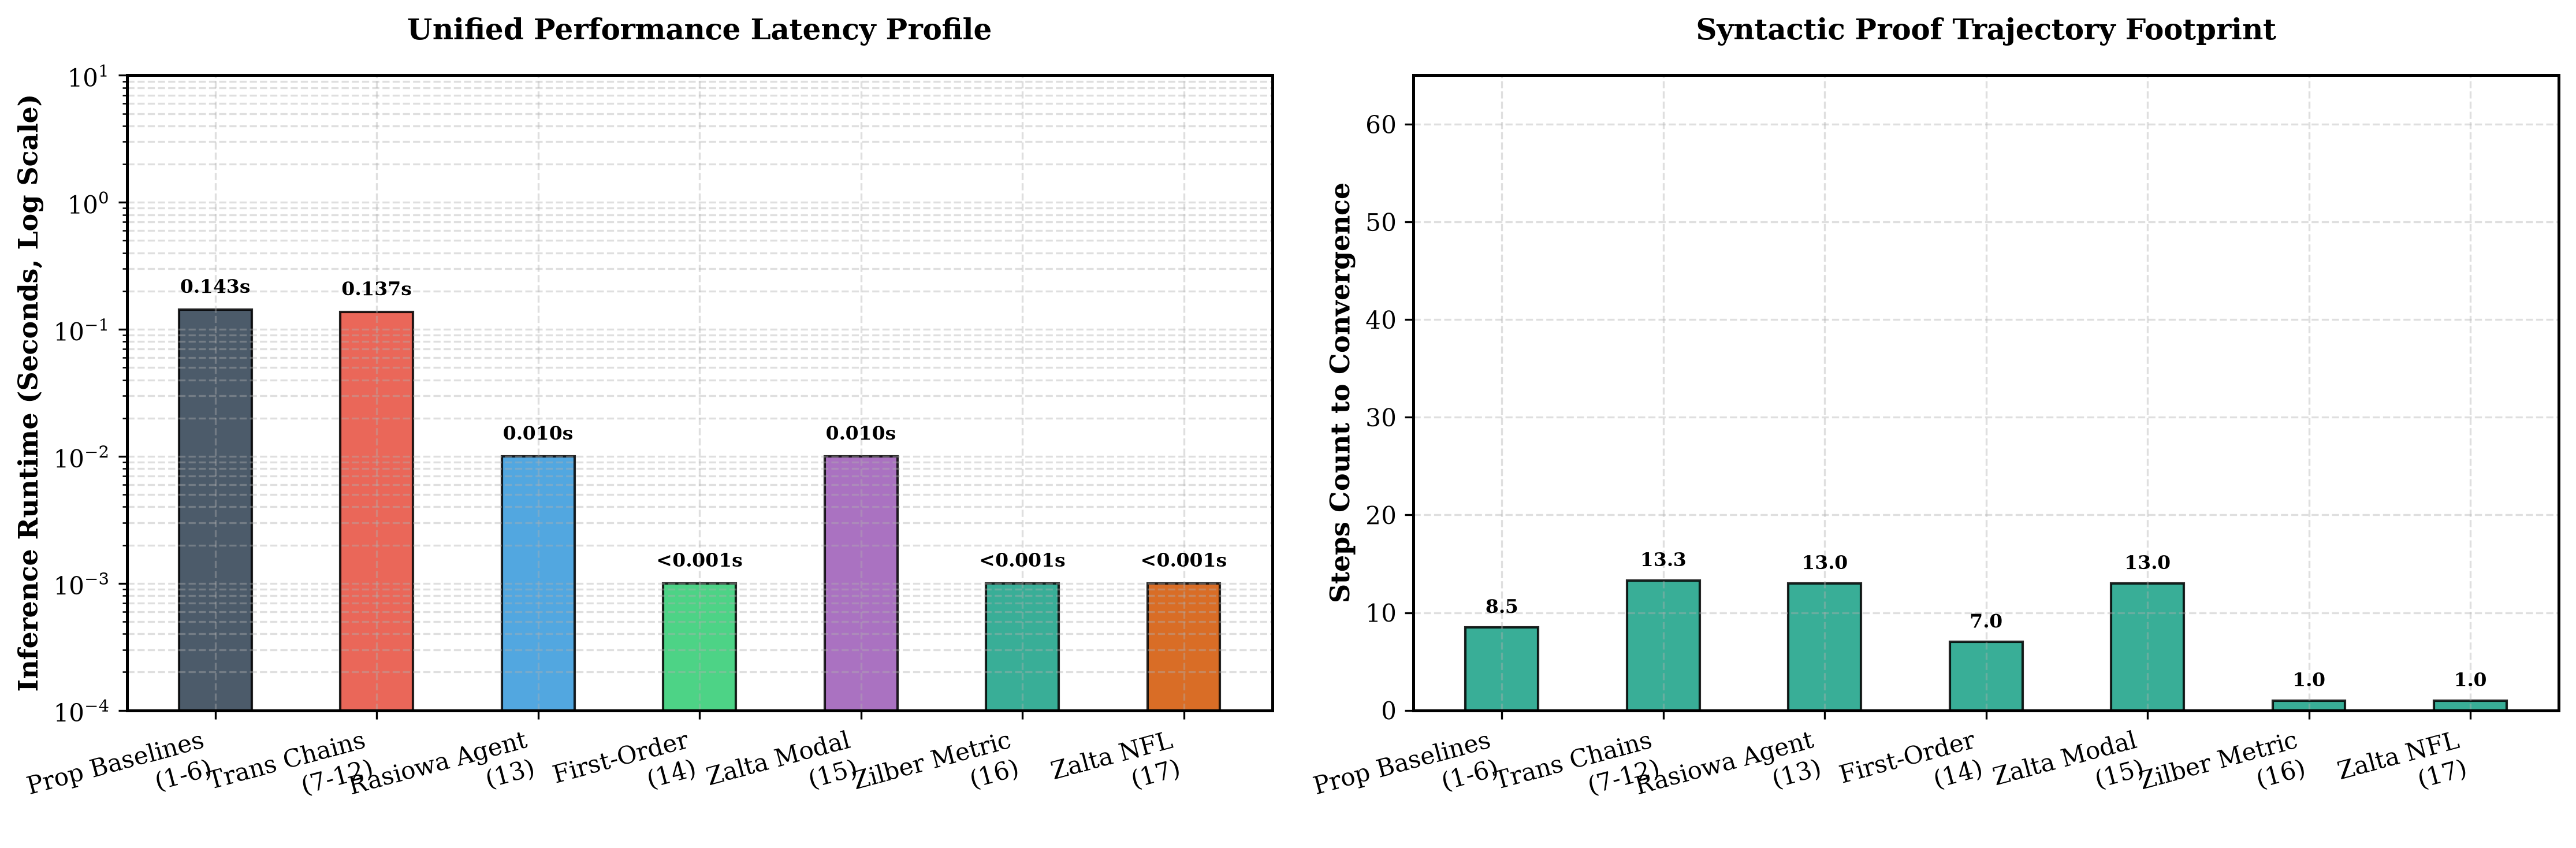 Unified Performance Latency Profile
Inference Runtime (Seconds, Log Scale)
10¹
10⁰
10⁻¹
10⁻²
10⁻³
10⁻⁴
0.143s
0.137s
0.010s
<0.001s
0.010s
<0.001s
<0.001s
Prop Baselines
(1-6)
Trans Chains
(7-12)
Rasiowa Agent
(13)
First-Order
(14)
Zalta Modal
(15)
Zilber Metric
(16)
Zalta NFL
(17)
Syntactic Proof Trajectory Footprint
Steps Count to Convergence
60
50
40
30
20
10
0
8.5
13.3
13.0
7.0
13.0
1.0
1.0
Prop Baselines
(1-6)
Trans Chains
(7-12)
Rasiowa Agent
(13)
First-Order
(14)
Zalta Modal
(15)
Zilber Metric
(16)
Zalta NFL
(17)